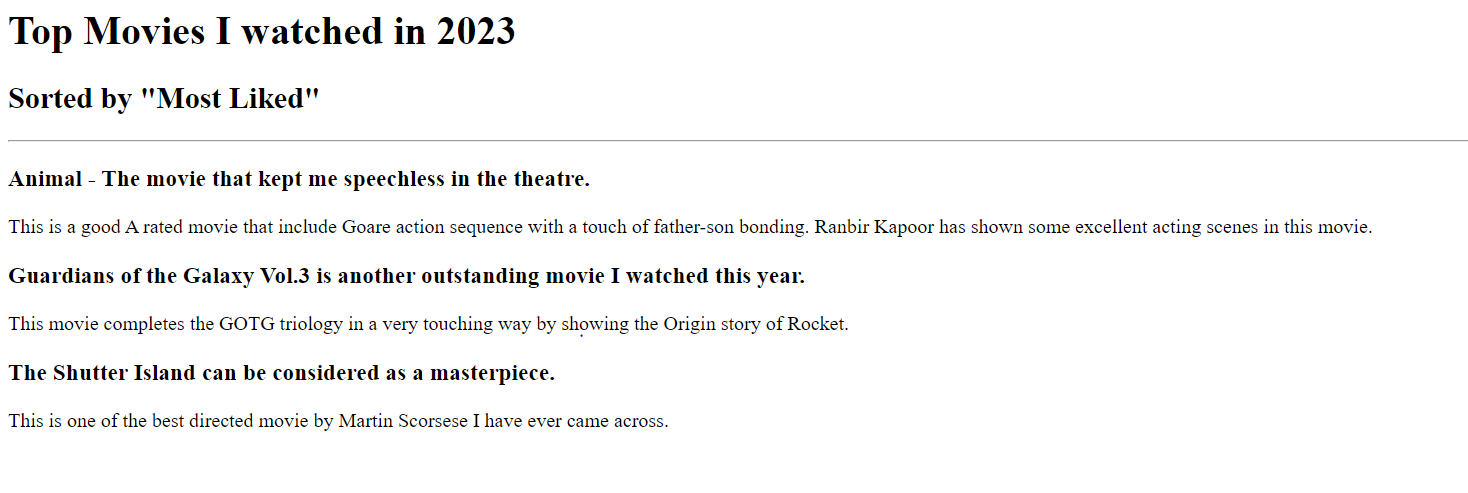 Top Movies I watched in 2023
Sorted by "Most Liked"
Animal - The movie that kept me speechless in the theatre.
This is a good A rated movie that include Goare action sequence with a touch of father-son bonding. Ranbir Kapoor has shown some excellent acting scenes in this movie.
Guardians of the Galaxy Vol.3 is another outstanding movie I watched this year.
This movie completes the GOTG triology in a very touching way by showing the Origin story of Rocket.
The Shutter Island can be considered as a masterpiece.
This is one of the best directed movie by Martin Scorsese I have ever came across.